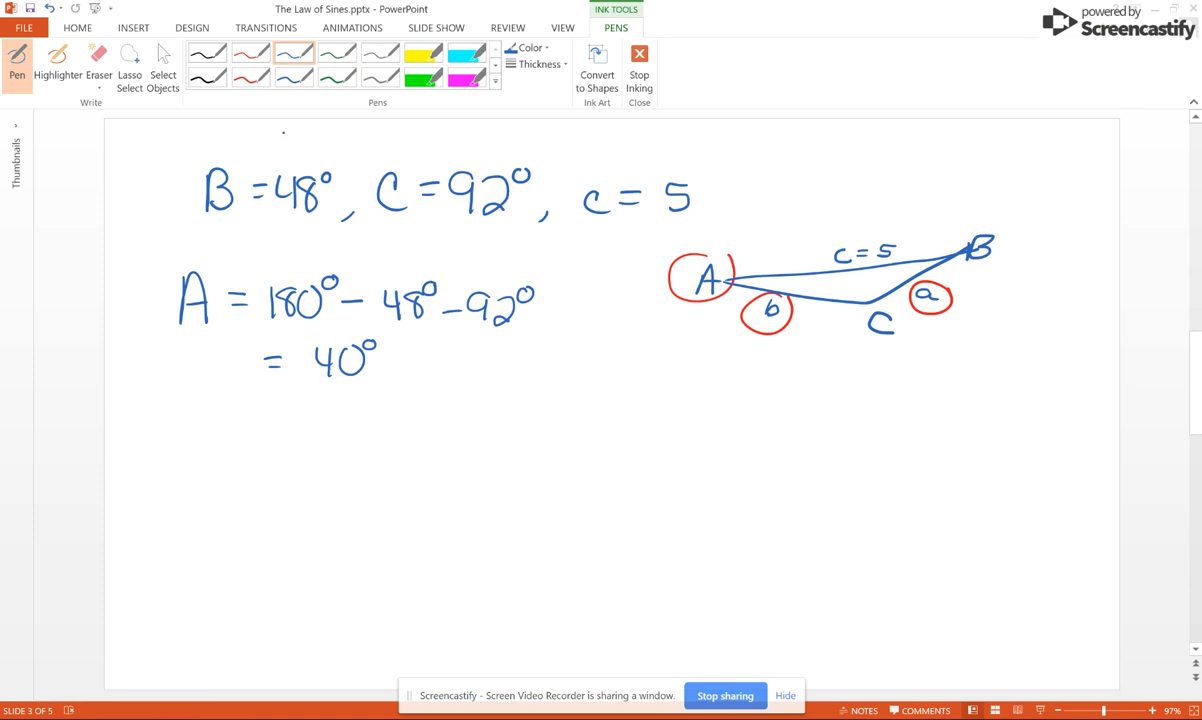 The Law of Sines.pptx - PowerPoint
INK TOOLS
powered by
Screencastify
FILE HOME INSERT DESIGN TRANSITIONS ANIMATIONS SLIDE SHOW REVIEW VIEW PENS
Pen Highlighter Eraser Lasso Select Select Objects
Color
Thickness
Convert to Shapes
Stop Inking
Write Pens Ink Art Close
Thumbnails
B = 48°, C = 92°, c = 5
A = 180° - 48° - 92°
= 40°
c = 5
B
A
a
b
C
Screencastify - Screen Video Recorder is sharing a window. Stop sharing Hide
SLIDE 3 OF 5 NOTES COMMENTS 97%